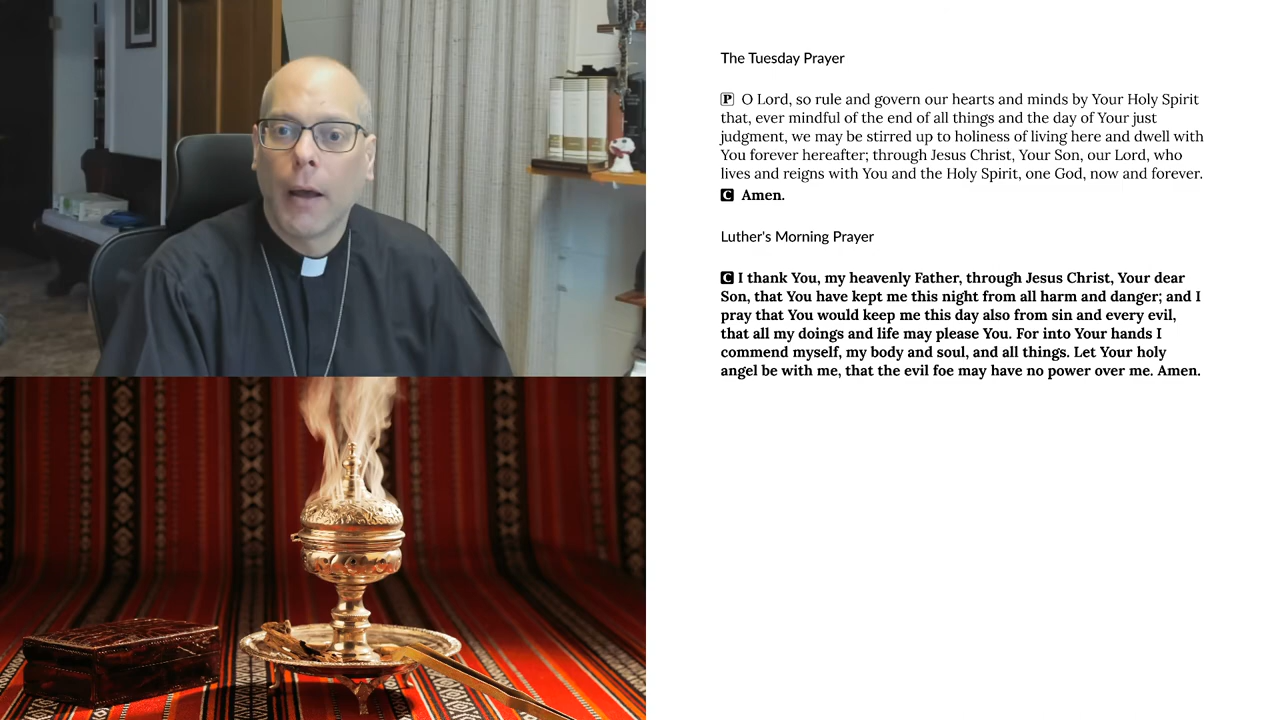 The Tuesday Prayer
P O Lord, so rule and govern our hearts and minds by Your Holy Spirit
that, ever mindful of the end of all things and the day of Your just
judgment, we may be stirred up to holiness of living here and dwell with
You forever hereafter; through Jesus Christ, Your Son, our Lord, who
lives and reigns with You and the Holy Spirit, one God, now and forever.
C Amen.
Luther's Morning Prayer
C I thank You, my heavenly Father, through Jesus Christ, Your dear
Son, that You have kept me this night from all harm and danger; and I
pray that You would keep me this day also from sin and every evil,
that all my doings and life may please You. For into Your hands I
commend myself, my body and soul, and all things. Let Your holy
angel be with me, that the evil foe may have no power over me. Amen.